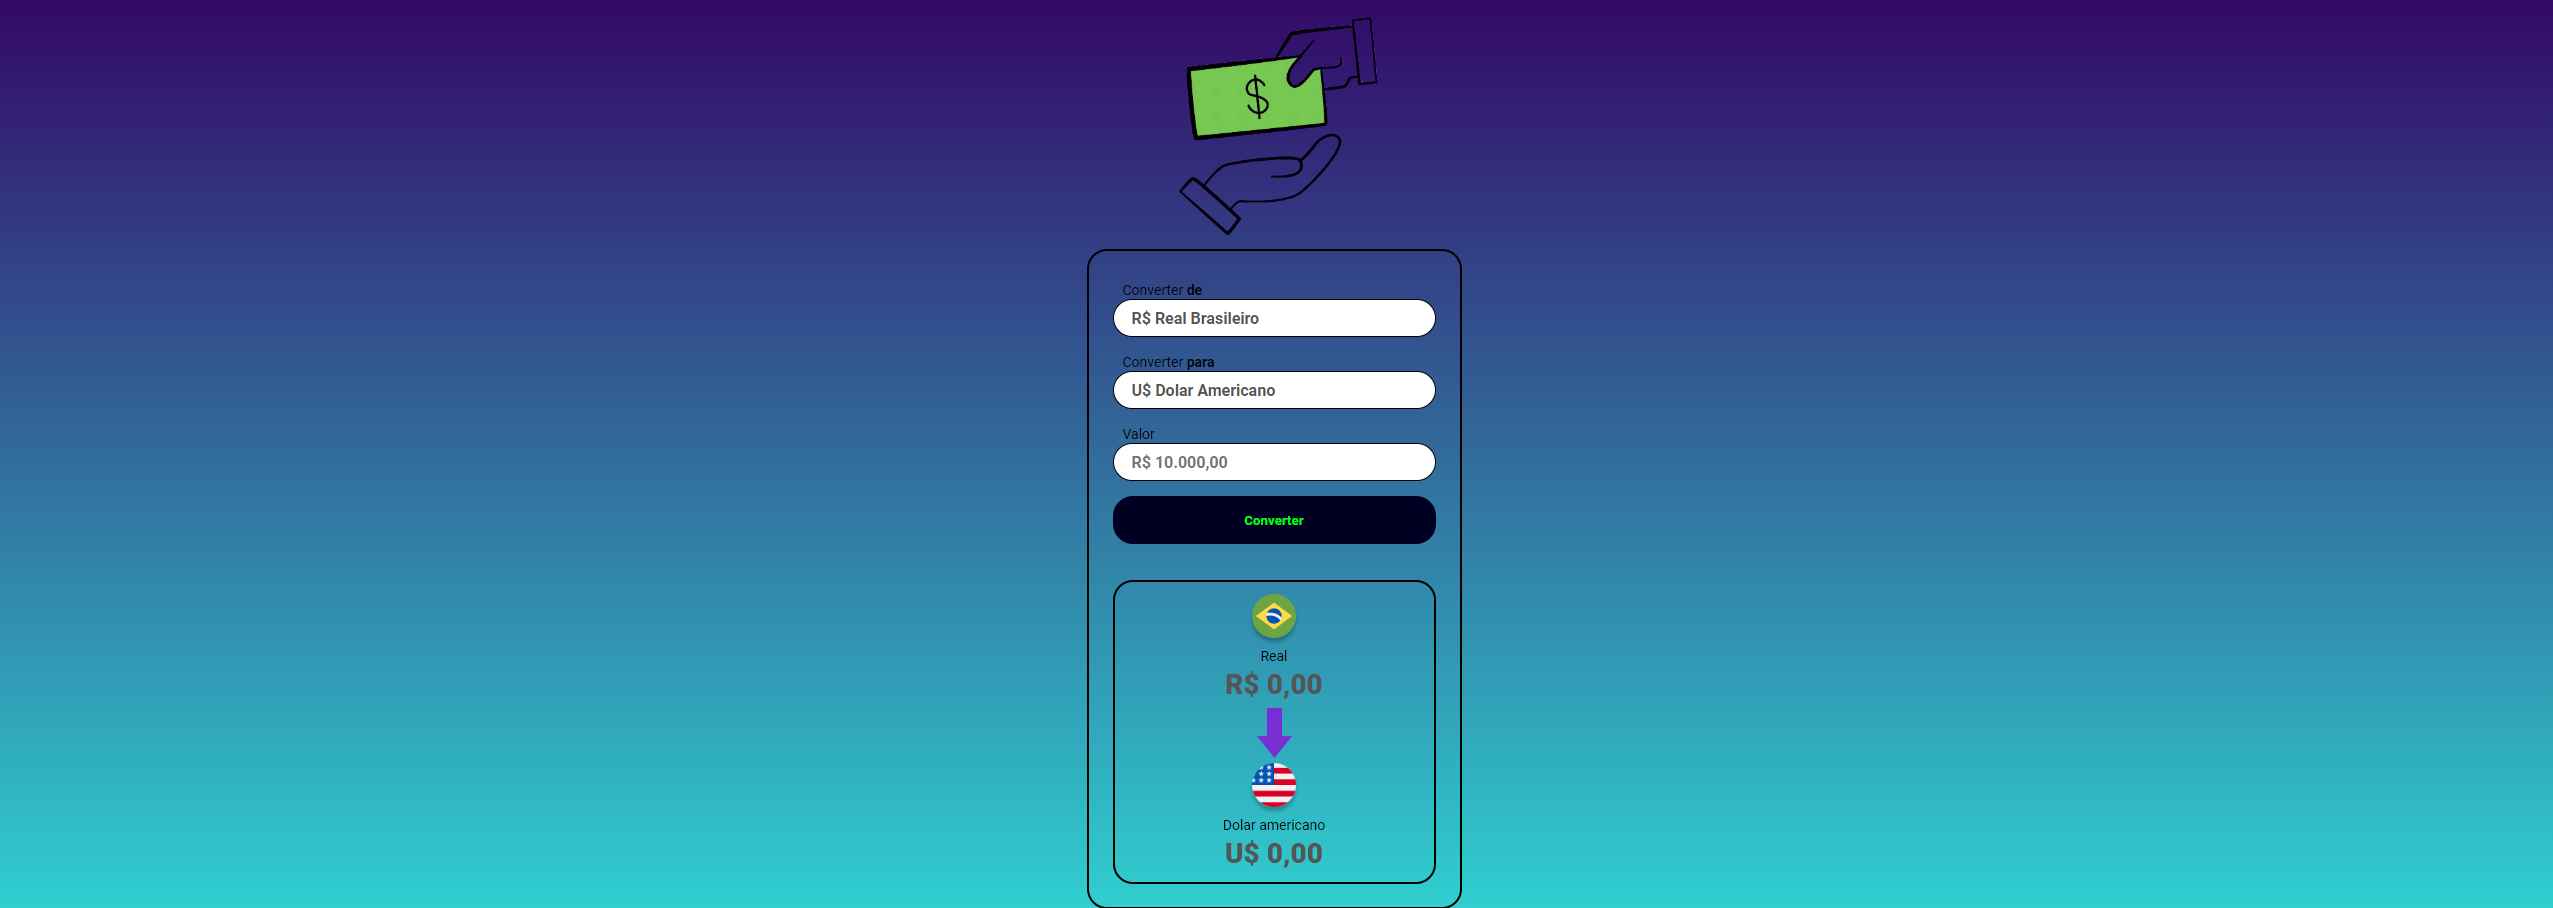 $
Converter de
R$ Real Brasileiro
Converter para
U$ Dolar Americano
Valor
R$ 10.000,00
Converter
Real
R$ 0,00
Dolar americano
U$ 0,00